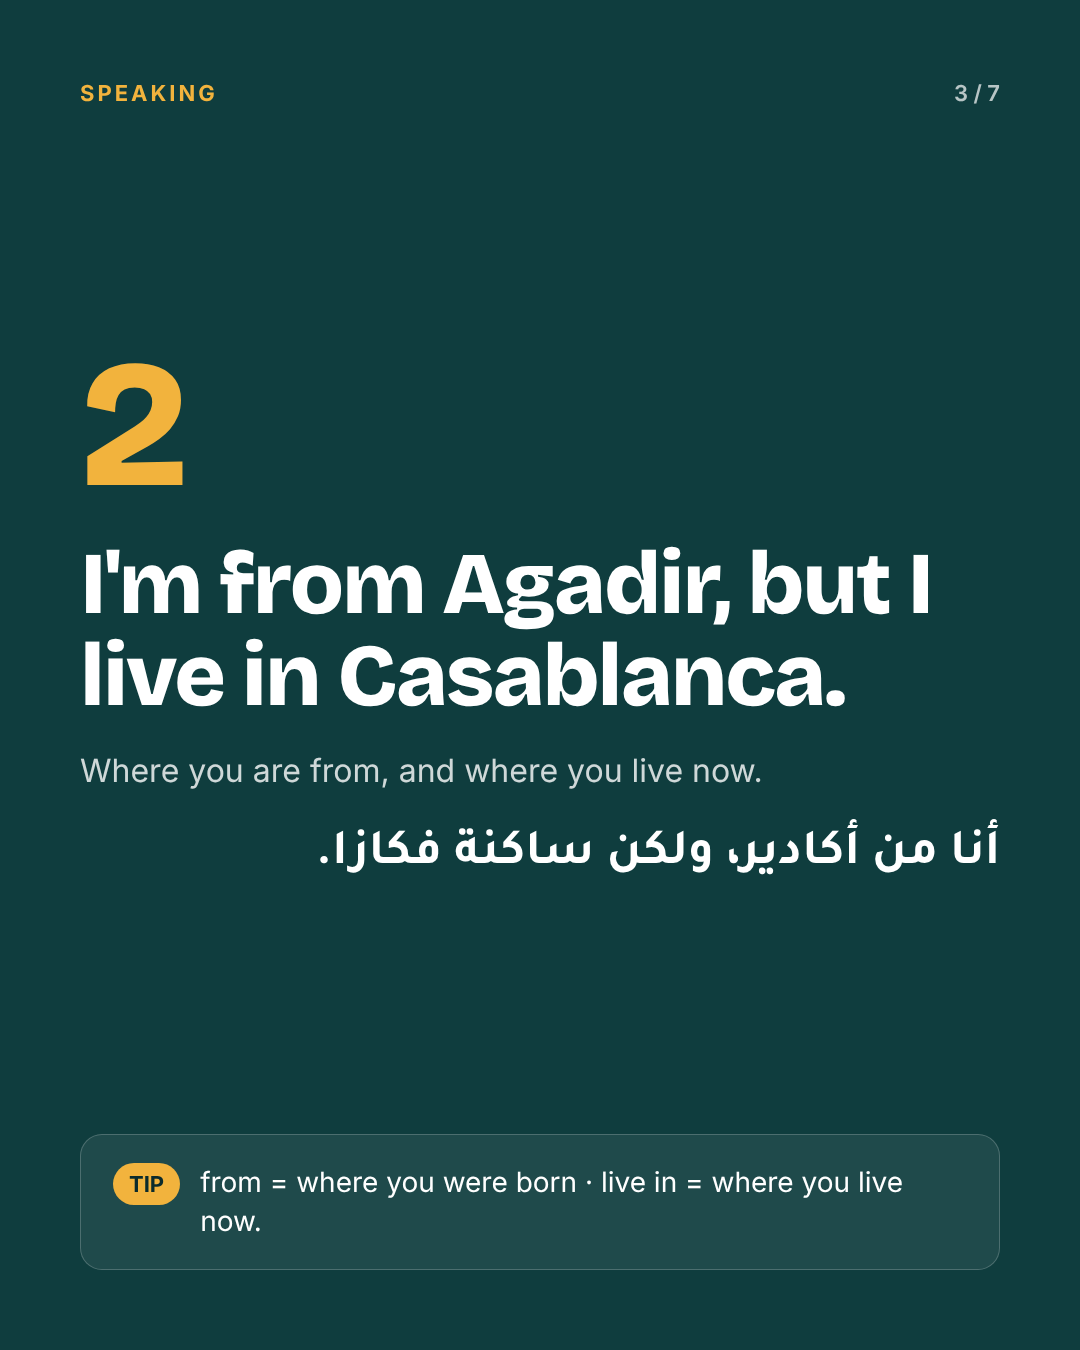 SPEAKING
3 / 7
2
I'm from Agadir, but I
live in Casablanca.
Where you are from, and where you live now.
أنا من أكادير، ولكن ساكنة فكازا.
TIP
from = where you were born · live in = where you live
now.